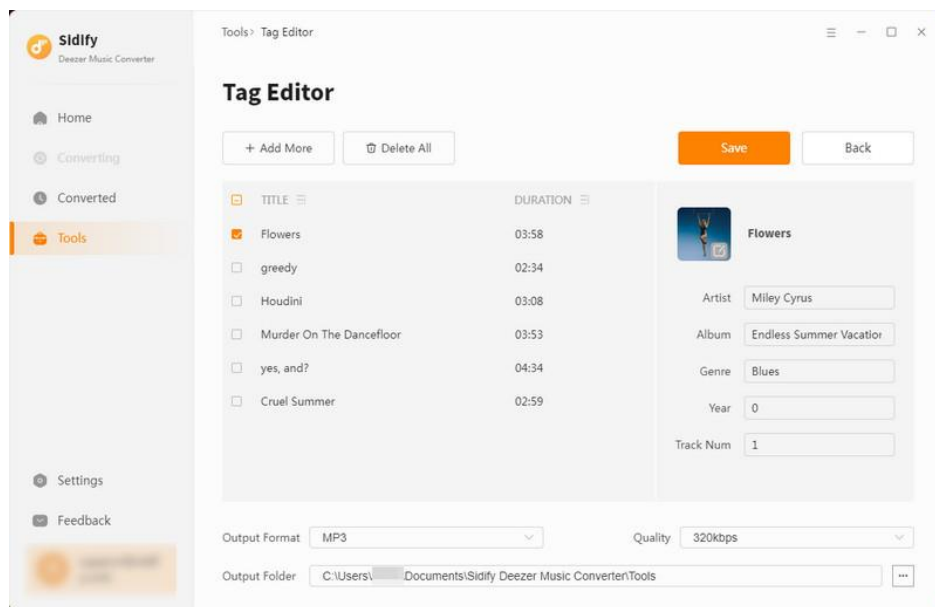 Sidify
Deezer Music Converter
Tools› Tag Editor
Tag Editor
Home
Converting
Converted
Tools
Settings
Feedback
+ Add More
Delete All
Save
Back
TITLE DURATION
Flowers 03:58
greedy 02:34
Houdini 03:08
Murder On The Dancefloor 03:53
yes, and? 04:34
Cruel Summer 02:59
Flowers
Artist Miley Cyrus
Album Endless Summer Vacation
Genre Blues
Year 0
Track Num 1
Output Format MP3
Quality 320kbps
Output Folder C:\Users\ Documents\Sidify Deezer Music Converter\Tools
...